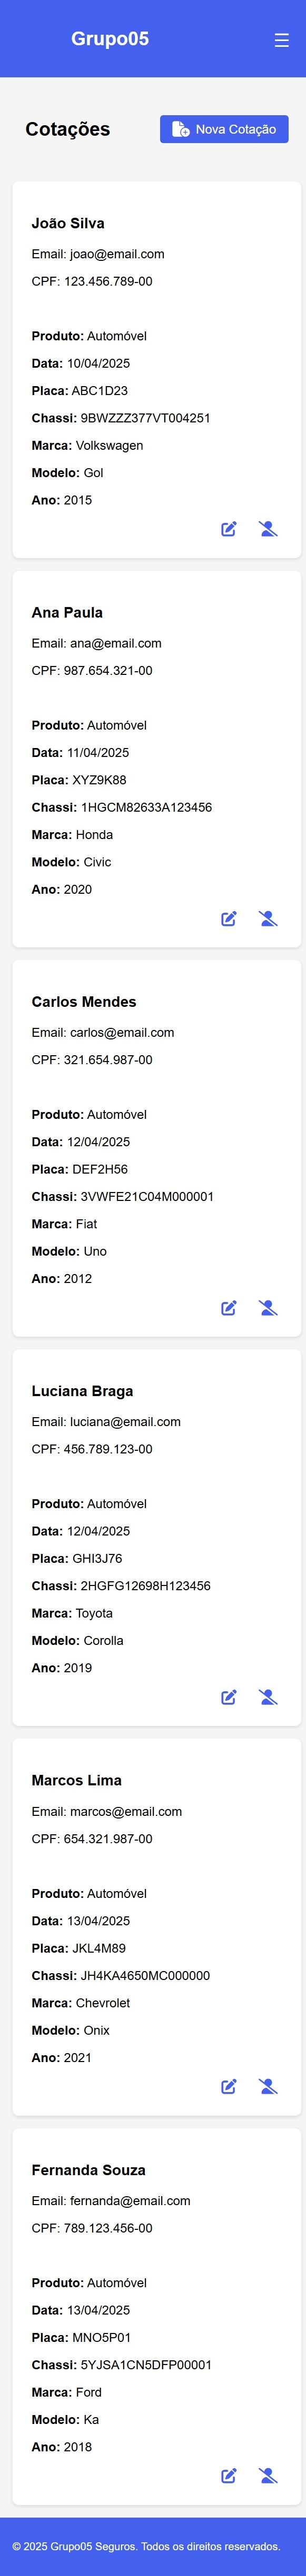 Grupo05
Cotações
Nova Cotação
João Silva
Email: joao@email.com
CPF: 123.456.789-00
Produto: Automóvel
Data: 10/04/2025
Placa: ABC1D23
Chassi: 9BWZZZ377VT004251
Marca: Volkswagen
Modelo: Gol
Ano: 2015
Ana Paula
Email: ana@email.com
CPF: 987.654.321-00
Produto: Automóvel
Data: 11/04/2025
Placa: XYZ9K88
Chassi: 1HGCM82633A123456
Marca: Honda
Modelo: Civic
Ano: 2020
Carlos Mendes
Email: carlos@email.com
CPF: 321.654.987-00
Produto: Automóvel
Data: 12/04/2025
Placa: DEF2H56
Chassi: 3VWFE21C04M000001
Marca: Fiat
Modelo: Uno
Ano: 2012
Luciana Braga
Email: luciana@email.com
CPF: 456.789.123-00
Produto: Automóvel
Data: 12/04/2025
Placa: GHI3J76
Chassi: 2HGFG12698H123456
Marca: Toyota
Modelo: Corolla
Ano: 2019
Marcos Lima
Email: marcos@email.com
CPF: 654.321.987-00
Produto: Automóvel
Data: 13/04/2025
Placa: JKL4M89
Chassi: JH4KA4650MC000000
Marca: Chevrolet
Modelo: Onix
Ano: 2021
Fernanda Souza
Email: fernanda@email.com
CPF: 789.123.456-00
Produto: Automóvel
Data: 13/04/2025
Placa: MNO5P01
Chassi: 5YJSA1CN5DFP00001
Marca: Ford
Modelo: Ka
Ano: 2018
© 2025 Grupo05 Seguros. Todos os direitos reservados.